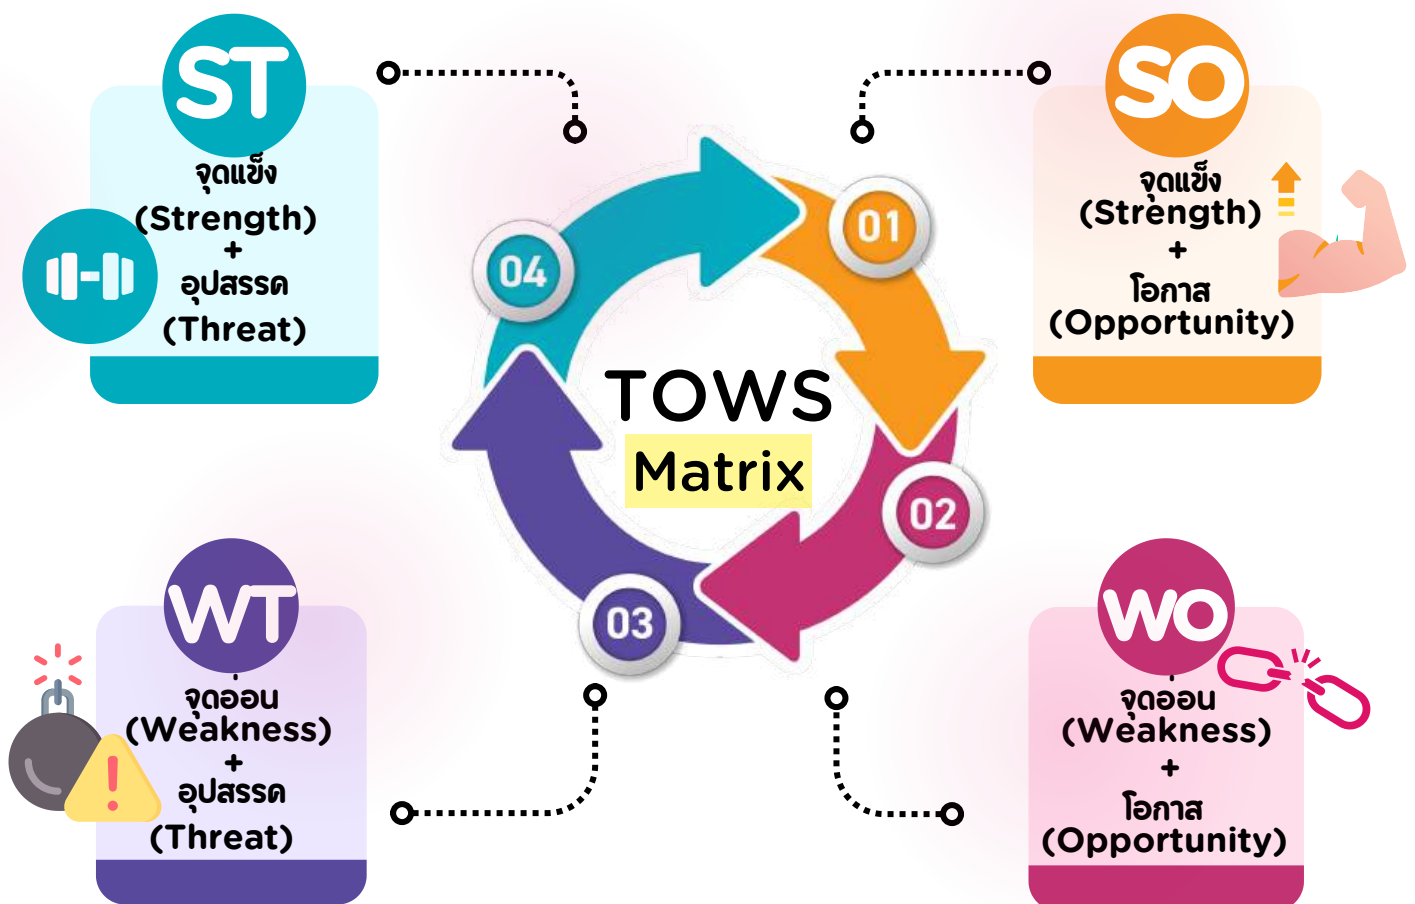 ST
จุดแข็ง
(Strength)
+
อุปสรรค
(Threat)
SO
จุดแข็ง
(Strength)
+
โอกาส
(Opportunity)
01
04
TOWS
Matrix
02
03
WT
จุดอ่อน
(Weakness)
+
อุปสรรค
(Threat)
WO
จุดอ่อน
(Weakness)
+
โอกาส
(Opportunity)